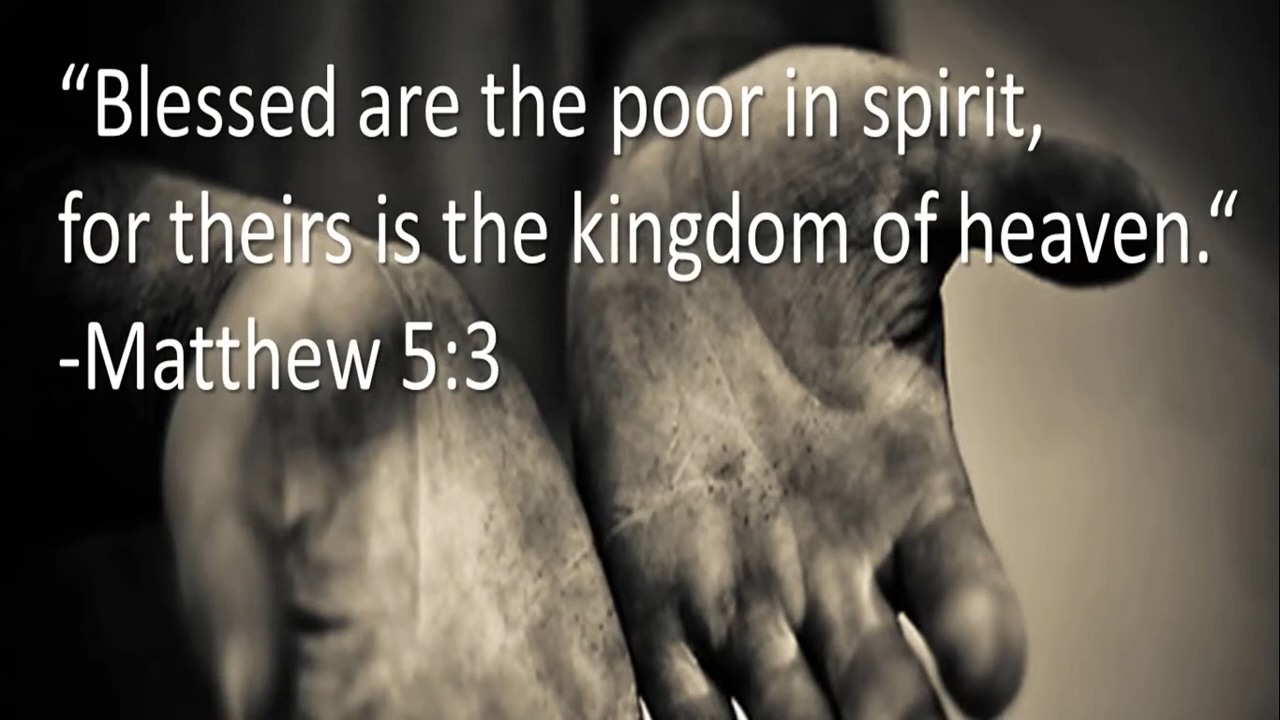 “Blessed are the poor in spirit,
for theirs is the kingdom of heaven.“
-Matthew 5:3